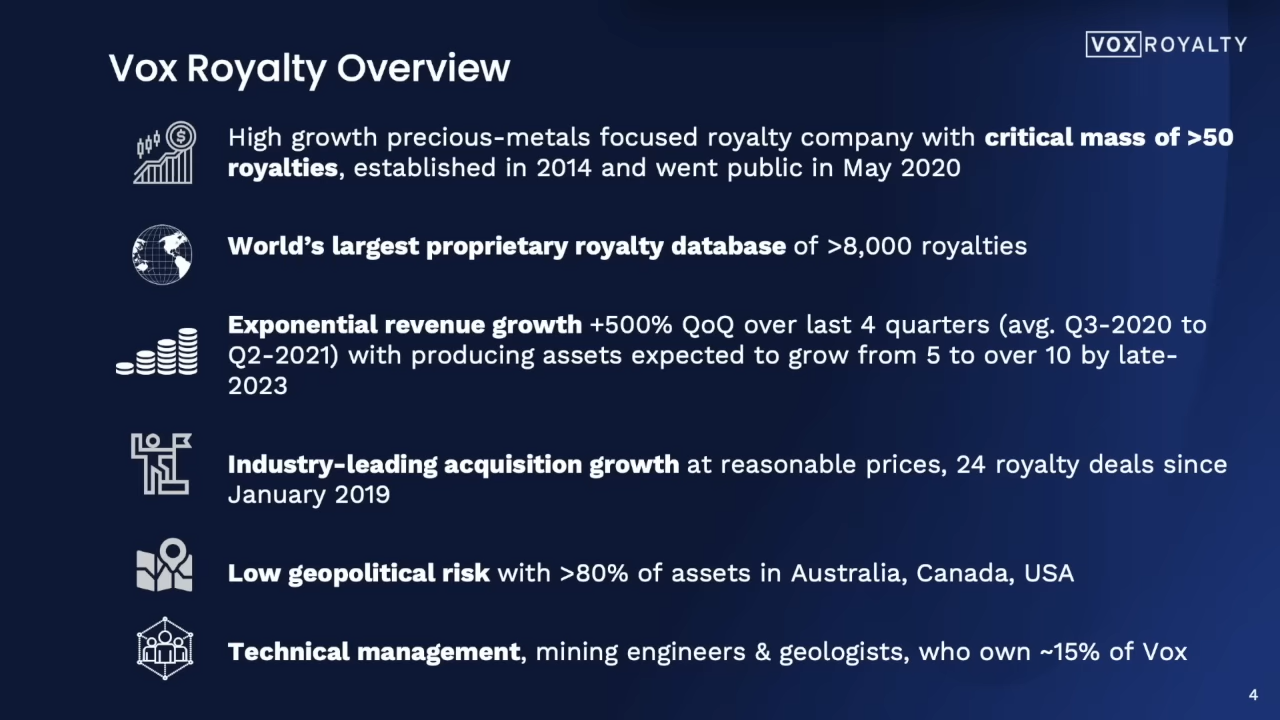 VOX ROYALTY
Vox Royalty Overview
High growth precious-metals focused royalty company with critical mass of >50
royalties, established in 2014 and went public in May 2020
World's largest proprietary royalty database of >8,000 royalties
Exponential revenue growth +500% QoQ over last 4 quarters (avg. Q3-2020 to
Q2-2021) with producing assets expected to grow from 5 to over 10 by late-
2023
Industry-leading acquisition growth at reasonable prices, 24 royalty deals since
January 2019
Low geopolitical risk with >80% of assets in Australia, Canada, USA
Technical management, mining engineers & geologists, who own ~15% of Vox
4